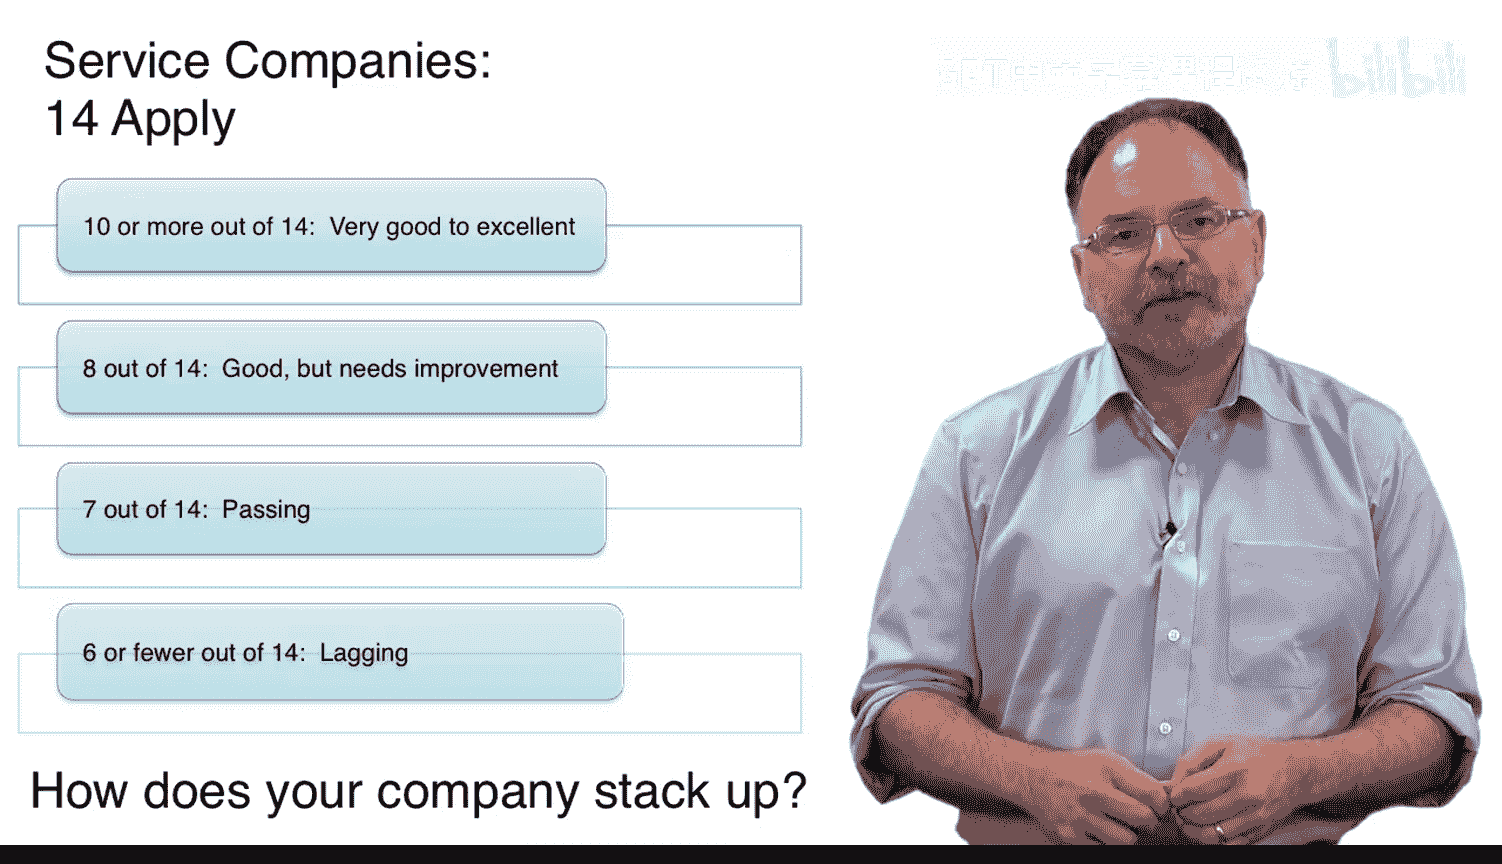 Service Companies:
14 Apply
10 or more out of 14: Very good to excellent
8 out of 14: Good, but needs improvement
7 out of 14: Passing
6 or fewer out of 14: Lagging
How does your company stack up?
bilibili